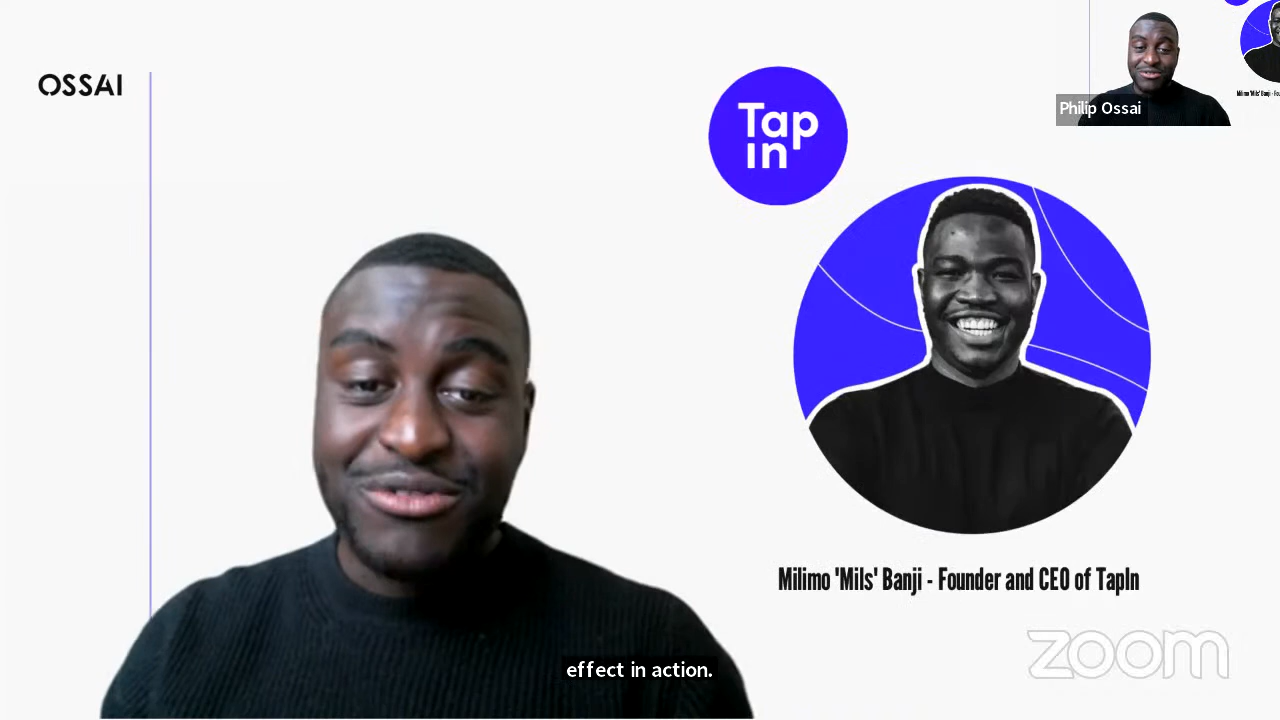 OSSAI
Tap
in
Philip Ossai
Milimo 'Mils' Banji - Founder and CEO of TapIn
zoom
effect in action.